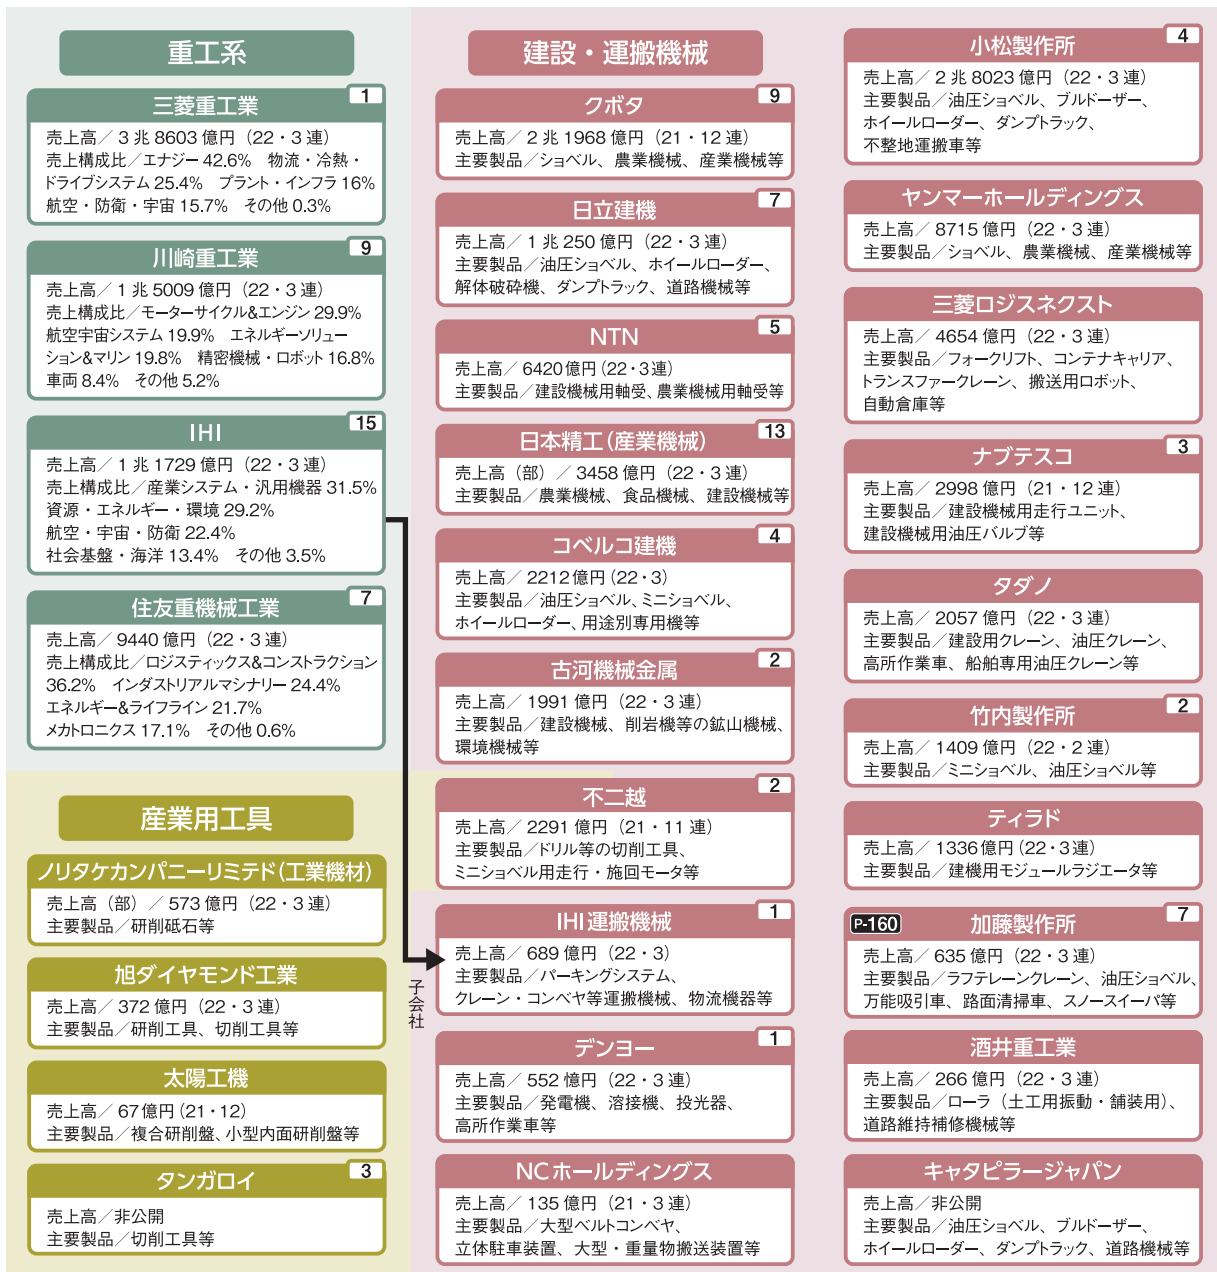 重工系
三菱重工業
1
売上高／3兆8603億円（22・3連）
売上構成比／エナジー42.6%　物流・冷熱・
ドライブシステム25.4%　プラント・インフラ16%
航空・防衛・宇宙15.7%　その他0.3%
川崎重工業
9
売上高／1兆5009億円（22・3連）
売上構成比／モーターサイクル&エンジン29.9%
航空宇宙システム19.9%　エネルギーソリュー
ション&マリン19.8%　精密機械・ロボット16.8%
車両8.4%　その他5.2%
IHI
15
売上高／1兆1729億円（22・3連）
売上構成比／産業システム・汎用機器31.5%
資源・エネルギー・環境29.2%
航空・宇宙・防衛22.4%
社会基盤・海洋13.4%　その他3.5%
住友重機械工業
7
売上高／9440億円（22・3連）
売上構成比／ロジスティックス&コンストラクション
36.2%　インダストリアルマシナリー24.4%
エネルギー&ライフライン21.7%
メカトロニクス17.1%　その他0.6%
産業用工具
ノリタケカンパニーリミテド（工業機材）
売上高（部）／573億円（22・3連）
主要製品／研削砥石等
旭ダイヤモンド工業
売上高／372億円（22・3連）
主要製品／研削工具、切削工具等
太陽工機
売上高／67億円（21・12）
主要製品／複合研削盤、小型内面研削盤等
タンガロイ
3
売上高／非公開
主要製品／切削工具等
子会社
建設・運搬機械
クボタ
9
売上高／2兆1968億円（21・12連）
主要製品／ショベル、農業機械、産業機械等
日立建機
7
売上高／1兆250億円（22・3連）
主要製品／油圧ショベル、ホイールローダー、
解体破砕機、ダンプトラック、道路機械等
NTN
5
売上高／6420億円（22・3連）
主要製品／建設機械用軸受、農業機械用軸受等
日本精工（産業機械）
13
売上高（部）／3458億円（22・3連）
主要製品／農業機械、食品機械、建設機械等
コベルコ建機
4
売上高／2212億円（22・3）
主要製品／油圧ショベル、ミニショベル、
ホイールローダー、用途別専用機等
古河機械金属
2
売上高／1991億円（22・3連）
主要製品／建設機械、削岩機等の鉱山機械、
環境機械等
不二越
2
売上高／2291億円（21・11連）
主要製品／ドリル等の切削工具、
ミニショベル用走行・施回モータ等
IHI運搬機械
1
売上高／689億円（22・3）
主要製品／パーキングシステム、
クレーン・コンベヤ等運搬機械、物流機器等
デンヨー
1
売上高／552億円（22・3連）
主要製品／発電機、溶接機、投光器、
高所作業車等
NCホールディングス
売上高／135億円（21・3連）
主要製品／大型ベルトコンベヤ、
立体駐車装置、大型・重量物搬送装置等
小松製作所
4
売上高／2兆8023億円（22・3連）
主要製品／油圧ショベル、ブルドーザー、
ホイールローダー、ダンプトラック、
不整地運搬車等
ヤンマーホールディングス
売上高／8715億円（22・3連）
主要製品／ショベル、農業機械、産業機械等
三菱ロジスネクスト
売上高／4654億円（22・3連）
主要製品／フォークリフト、コンテナキャリア、
トランスファークレーン、搬送用ロボット、
自動倉庫等
ナブテスコ
3
売上高／2998億円（21・12連）
主要製品／建設機械用走行ユニット、
建設機械用油圧バルブ等
タダノ
売上高／2057億円（22・3連）
主要製品／建設用クレーン、油圧クレーン、
高所作業車、船舶専用油圧クレーン等
竹内製作所
2
売上高／1409億円（22・2連）
主要製品／ミニショベル、油圧ショベル等
ティラド
売上高／1336億円（22・3連）
主要製品／建機用モジュールラジエータ等
P-160
加藤製作所
7
売上高／635億円（22・3連）
主要製品／ラフテレーンクレーン、油圧ショベル、
万能吸引車、路面清掃車、スノースイーパ等
酒井重工業
売上高／266億円（22・3連）
主要製品／ローラ（土工用振動・舗装用）、
道路維持補修機械等
キャタピラージャパン
売上高／非公開
主要製品／油圧ショベル、ブルドーザー、
ホイールローダー、ダンプトラック、道路機械等